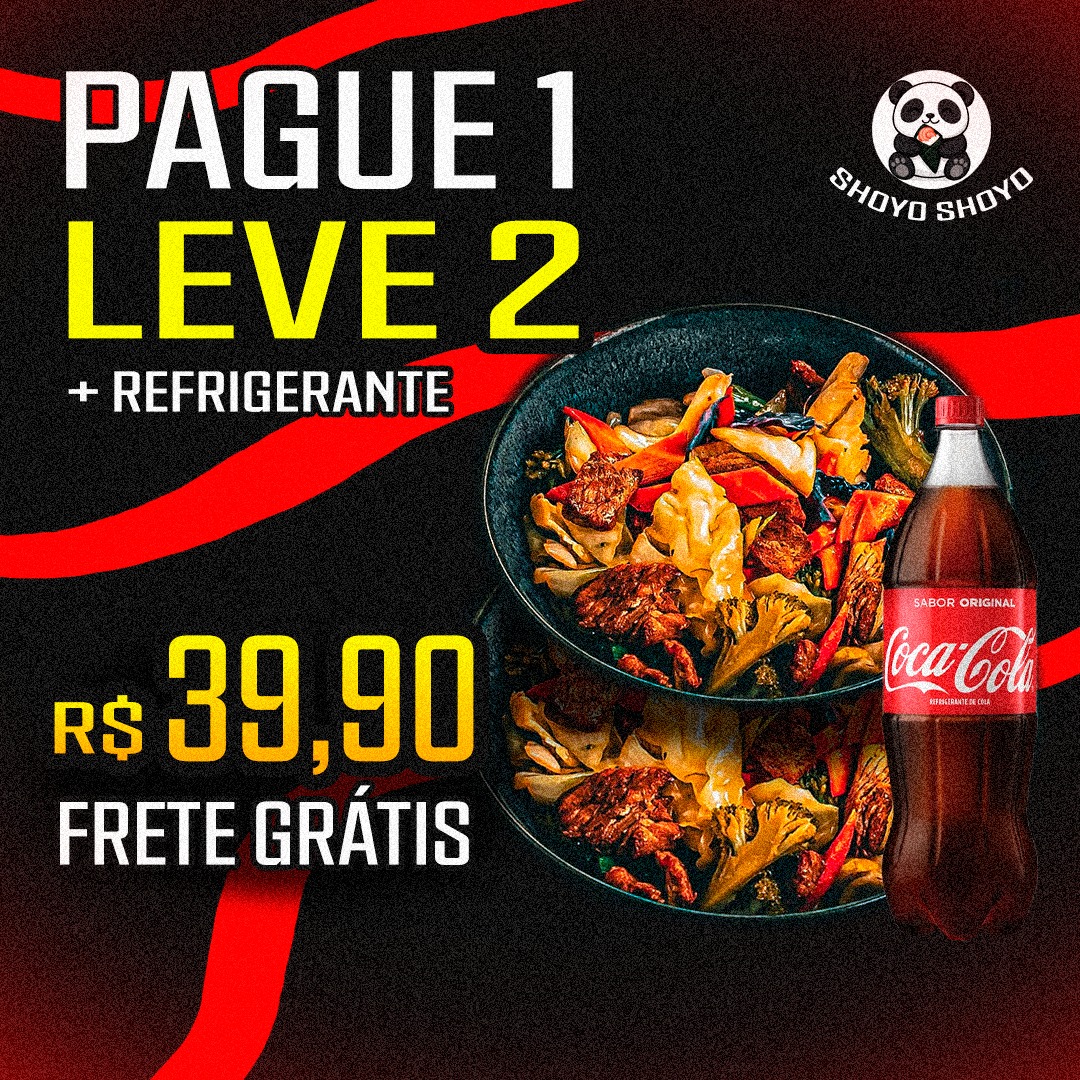 PAGUE 1
LEVE 2
+ REFRIGERANTE
SHOYO SHOYO
SABOR ORIGINAL
Coca-Cola
REFRIGERANTE DE COLA
R$ 39,90
FRETE GRÁTIS